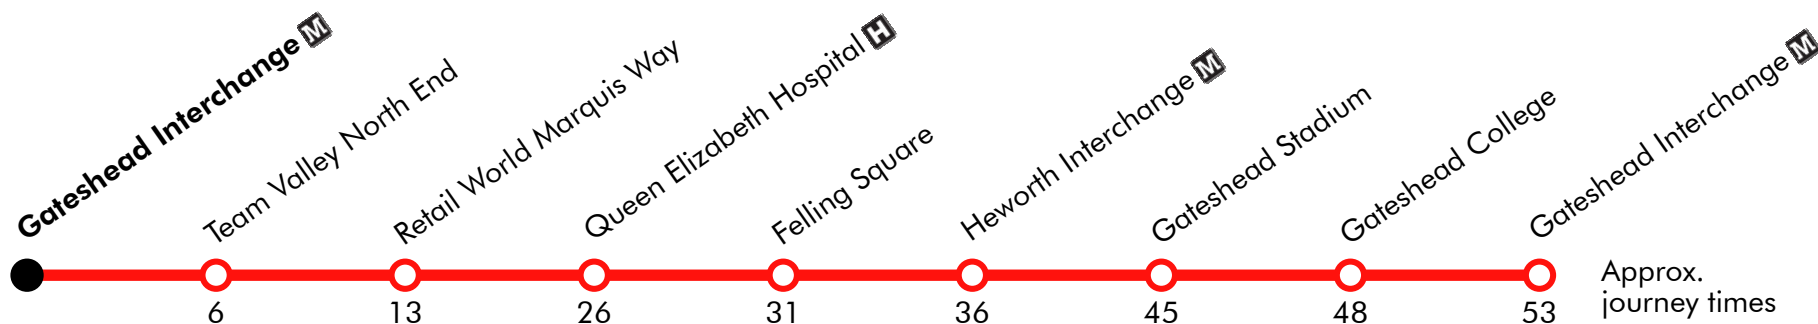 Gateshead Interchange M
Team Valley North End
Retail World Marquis Way
Queen Elizabeth Hospital H
Felling Square
Heworth Interchange M
Gateshead Stadium
Gateshead College
Gateshead Interchange M
6
13
26
31
36
45
48
53
Approx.
journey times